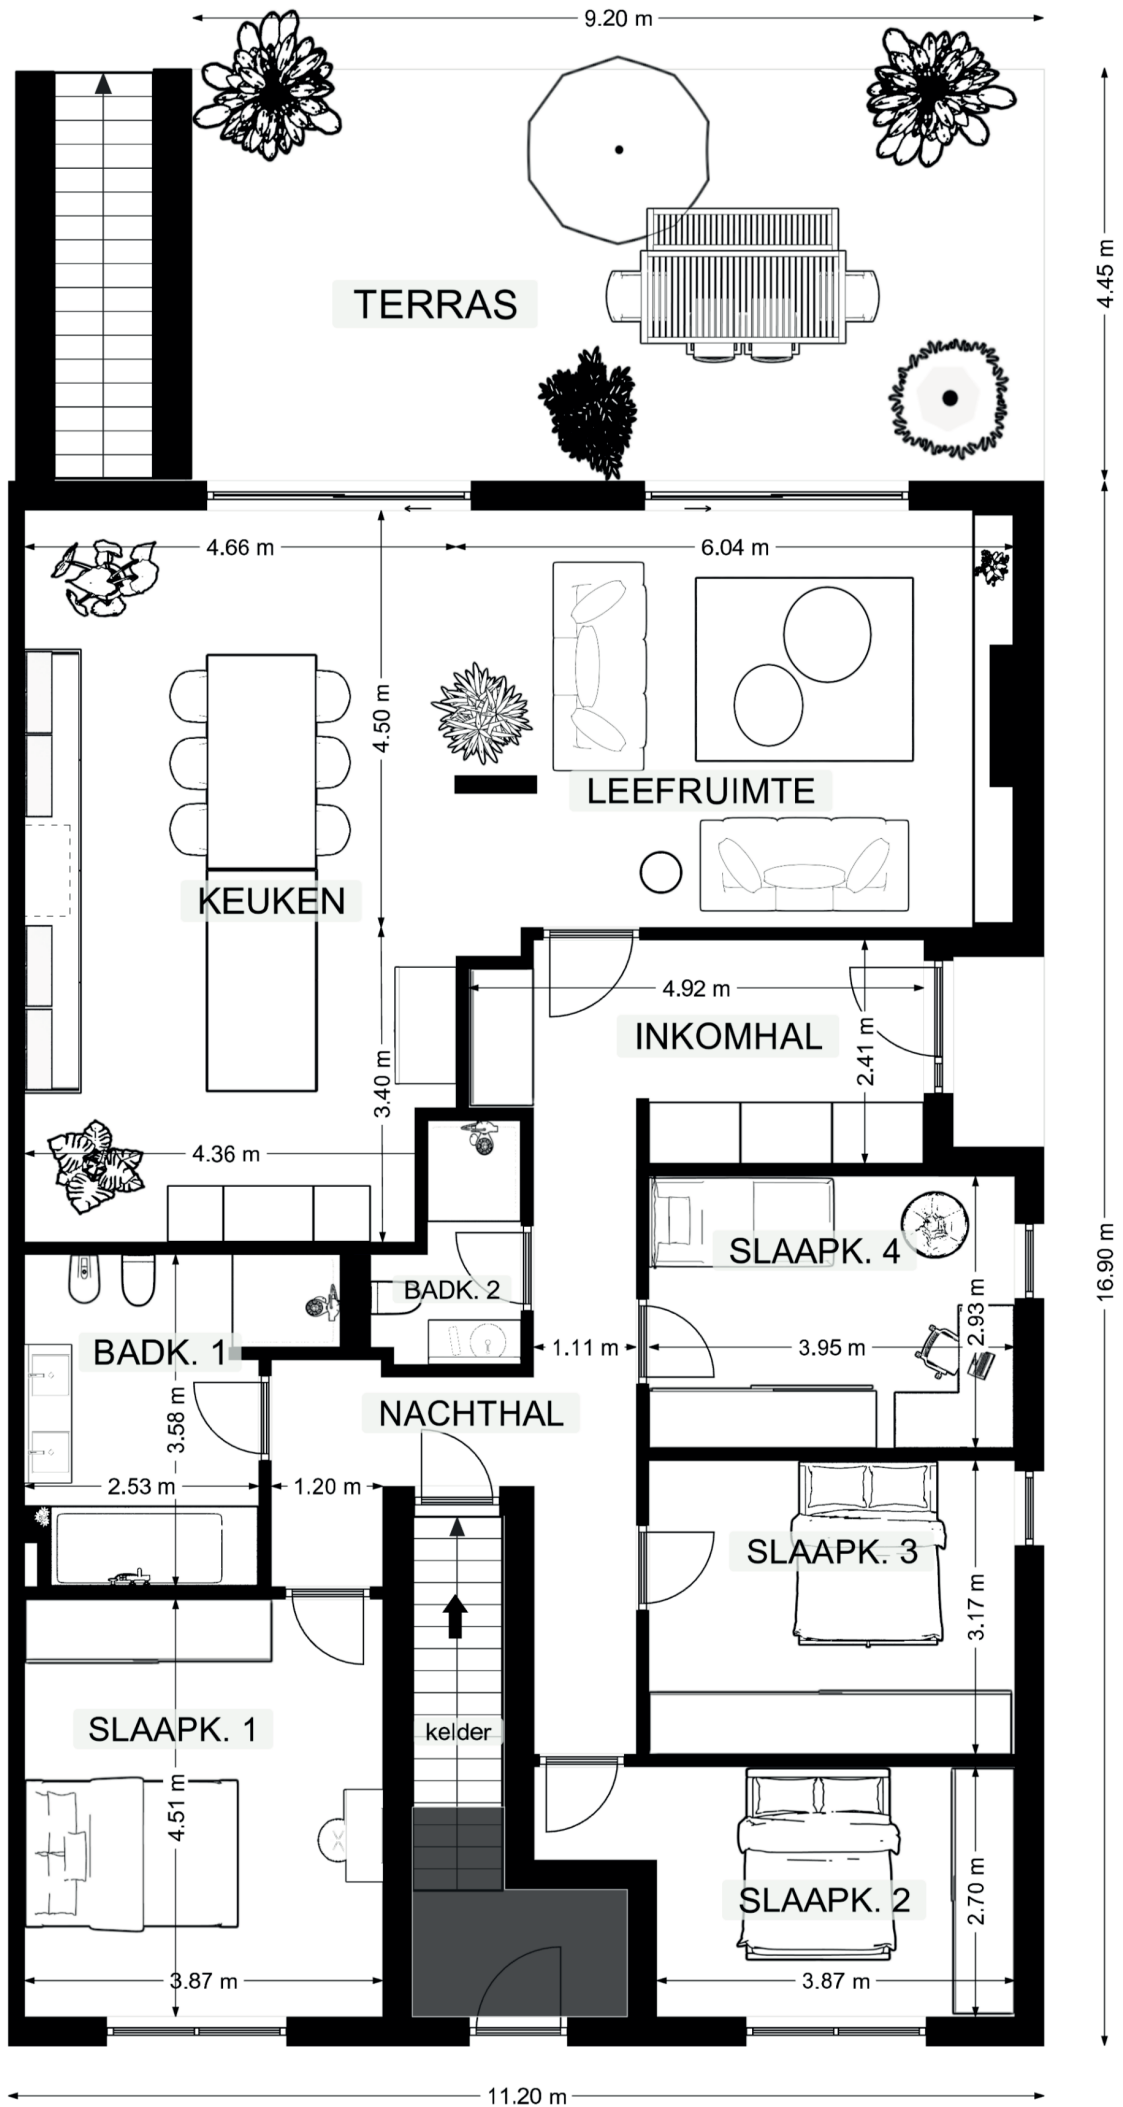 9.20 m
4.45 m
TERRAS
4.66 m
6.04 m
4.50 m
LEEFRUIMTE
KEUKEN
4.92 m
INKOMHAL
2.41 m
3.40 m
4.36 m
16.90 m
SLAAPK. 4
BADK. 2
2.93 m
BADK. 1
1.11 m
3.95 m
3.58 m
NACHTHAL
2.53 m
1.20 m
SLAAPK. 3
3.17 m
SLAAPK. 1
kelder
4.51 m
SLAAPK. 2
2.70 m
3.87 m
3.87 m
11.20 m